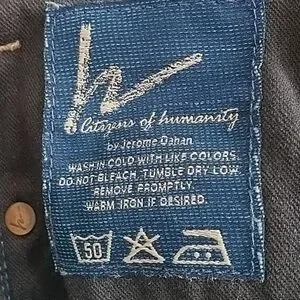 h
Citizens of humanity
by Jerome Dahan
WASH IN COLD WITH LIKE COLORS.
DO NOT BLEACH. TUMBLE DRY LOW.
REMOVE PROMPTLY.
WARM IRON IF DESIRED.
50